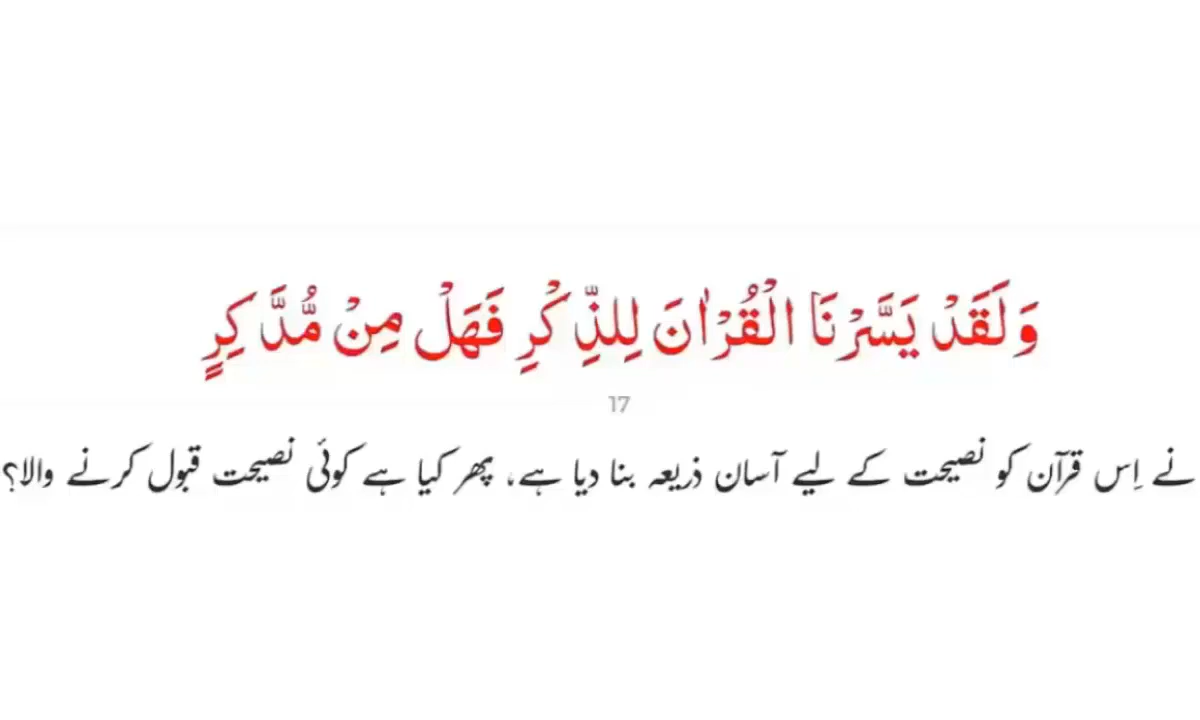 وَلَقَدْ يَسَّرْنَا الْقُرْاٰنَ لِلذِّكْرِ فَهَلْ مِنْ مُّدَّكِرٍ
17
نے اِس قرآن کو نصیحت کے لیے آسان ذریعہ بنا دیا ہے، پھر کیا ہے کوئی نصیحت قبول کرنے والا؟